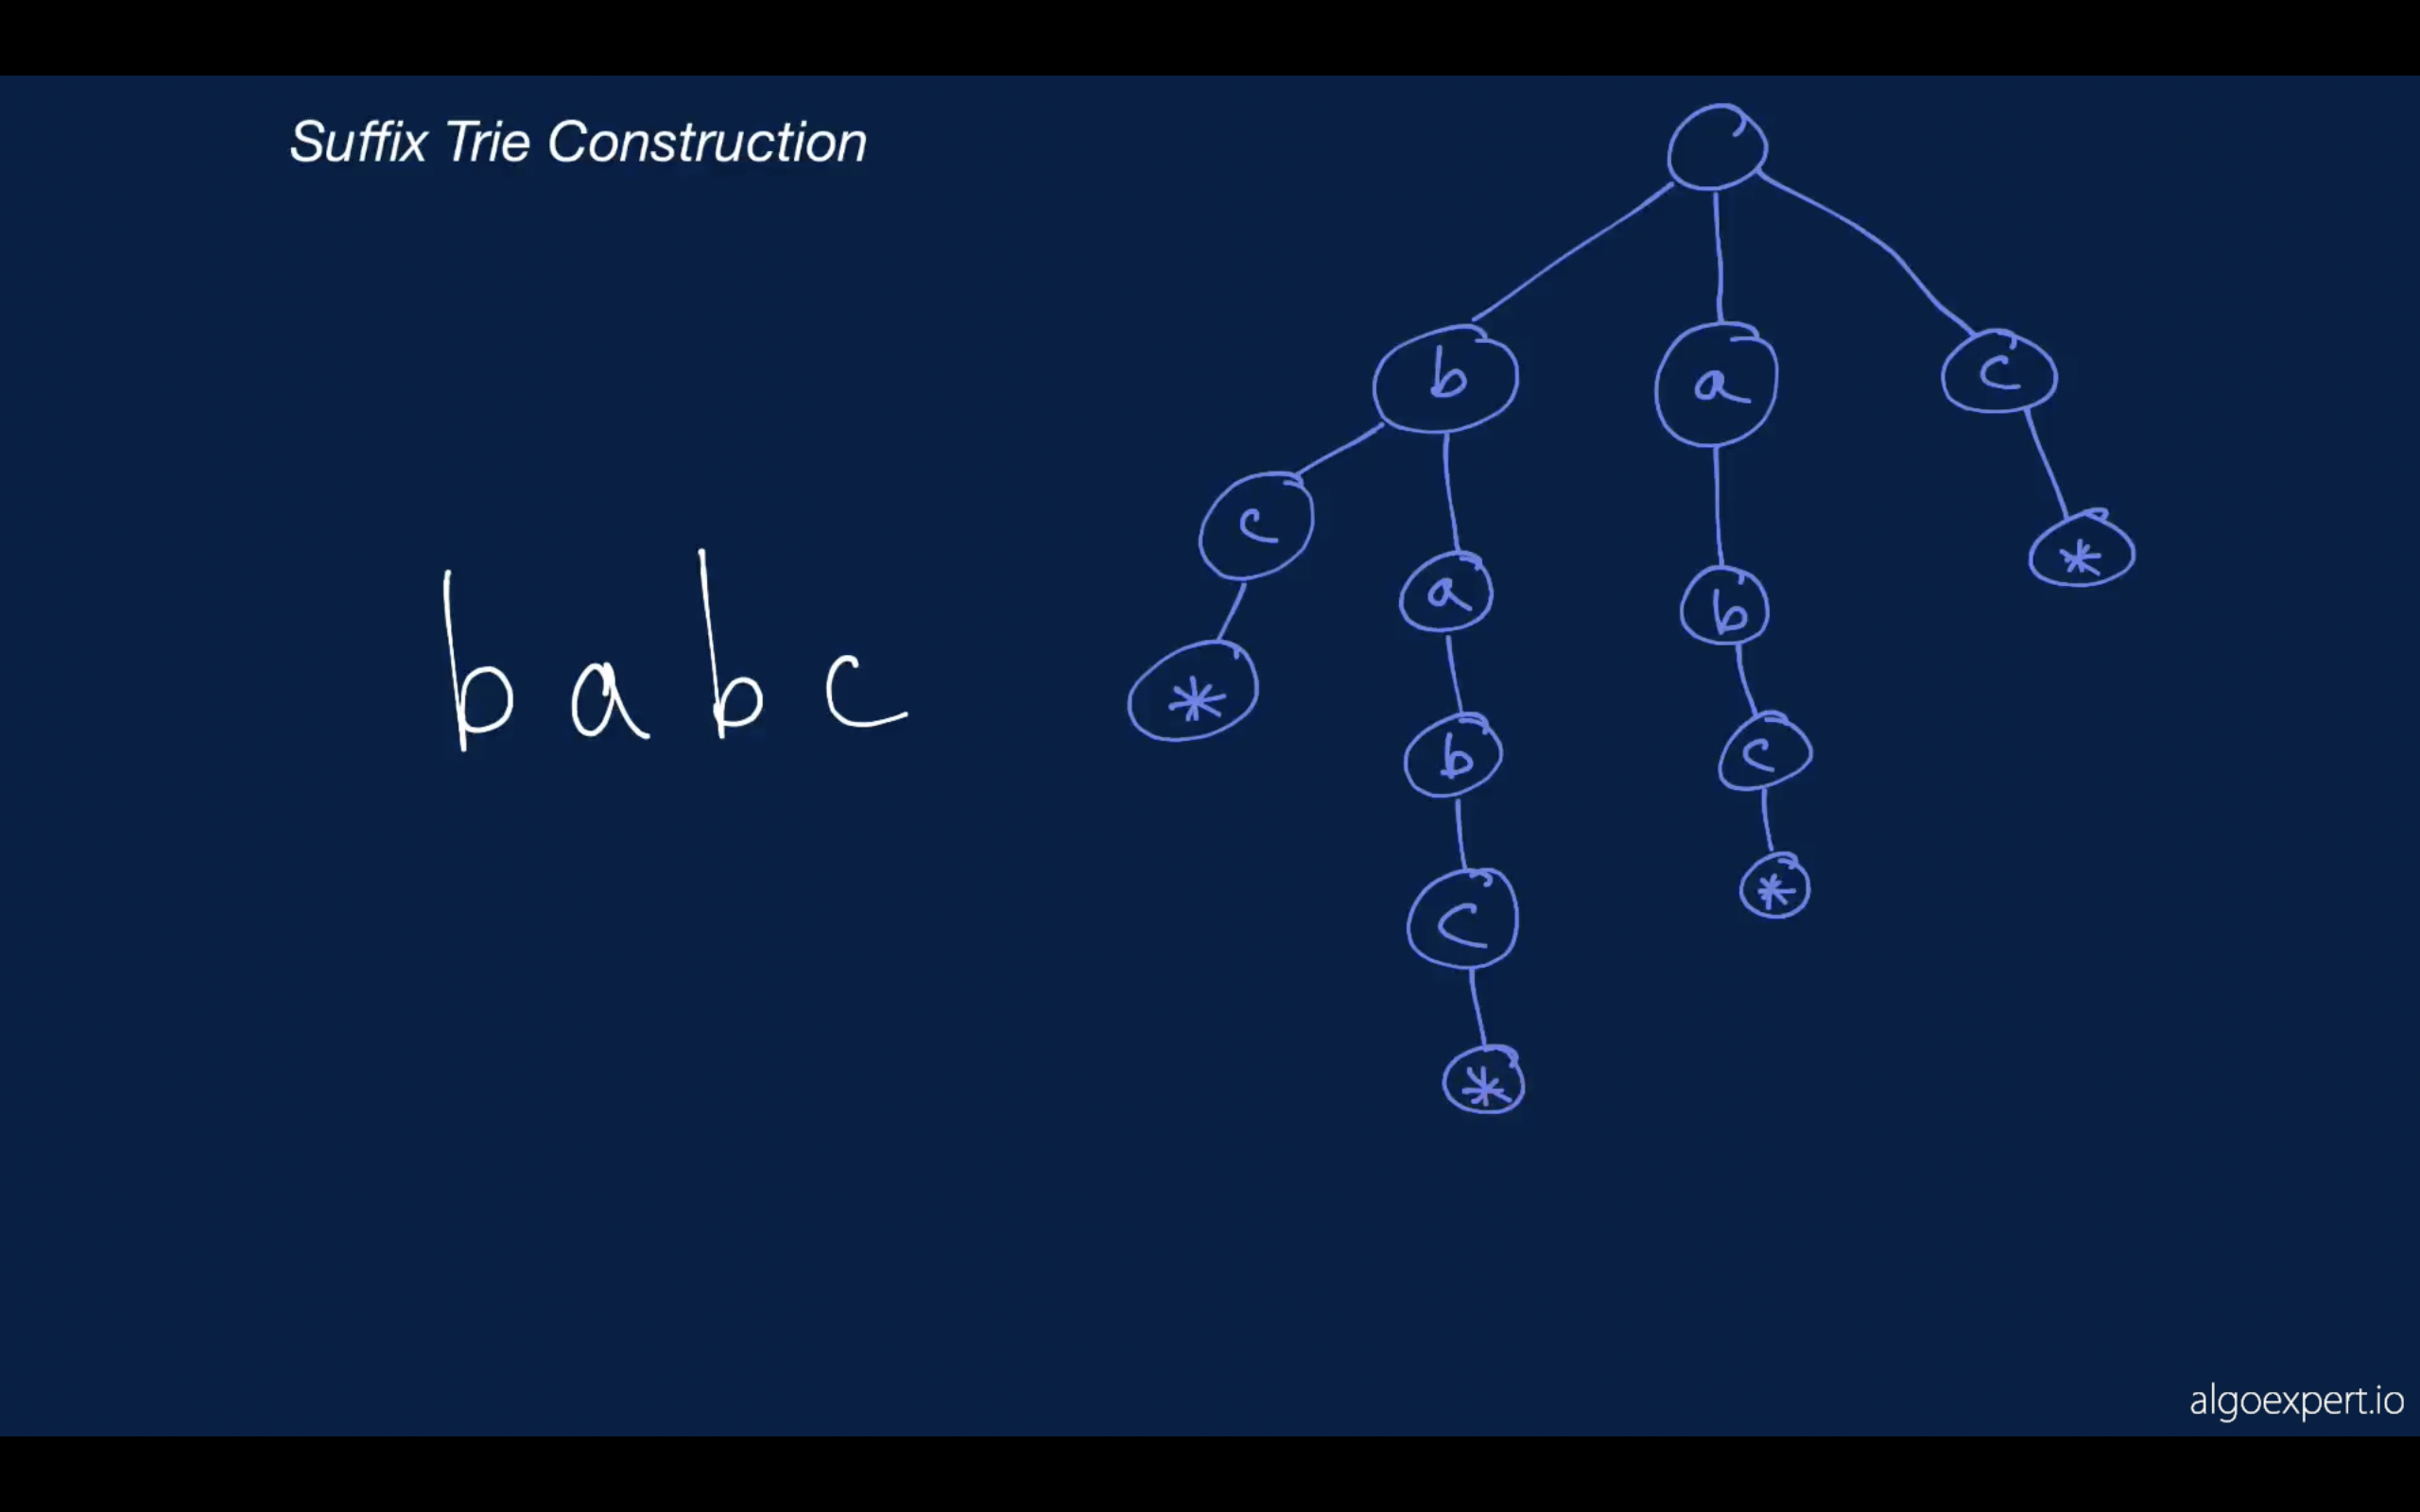 Suffix Trie Construction
b a c
c a b *
* b c
b a b c
c *
*
algoexpert.io